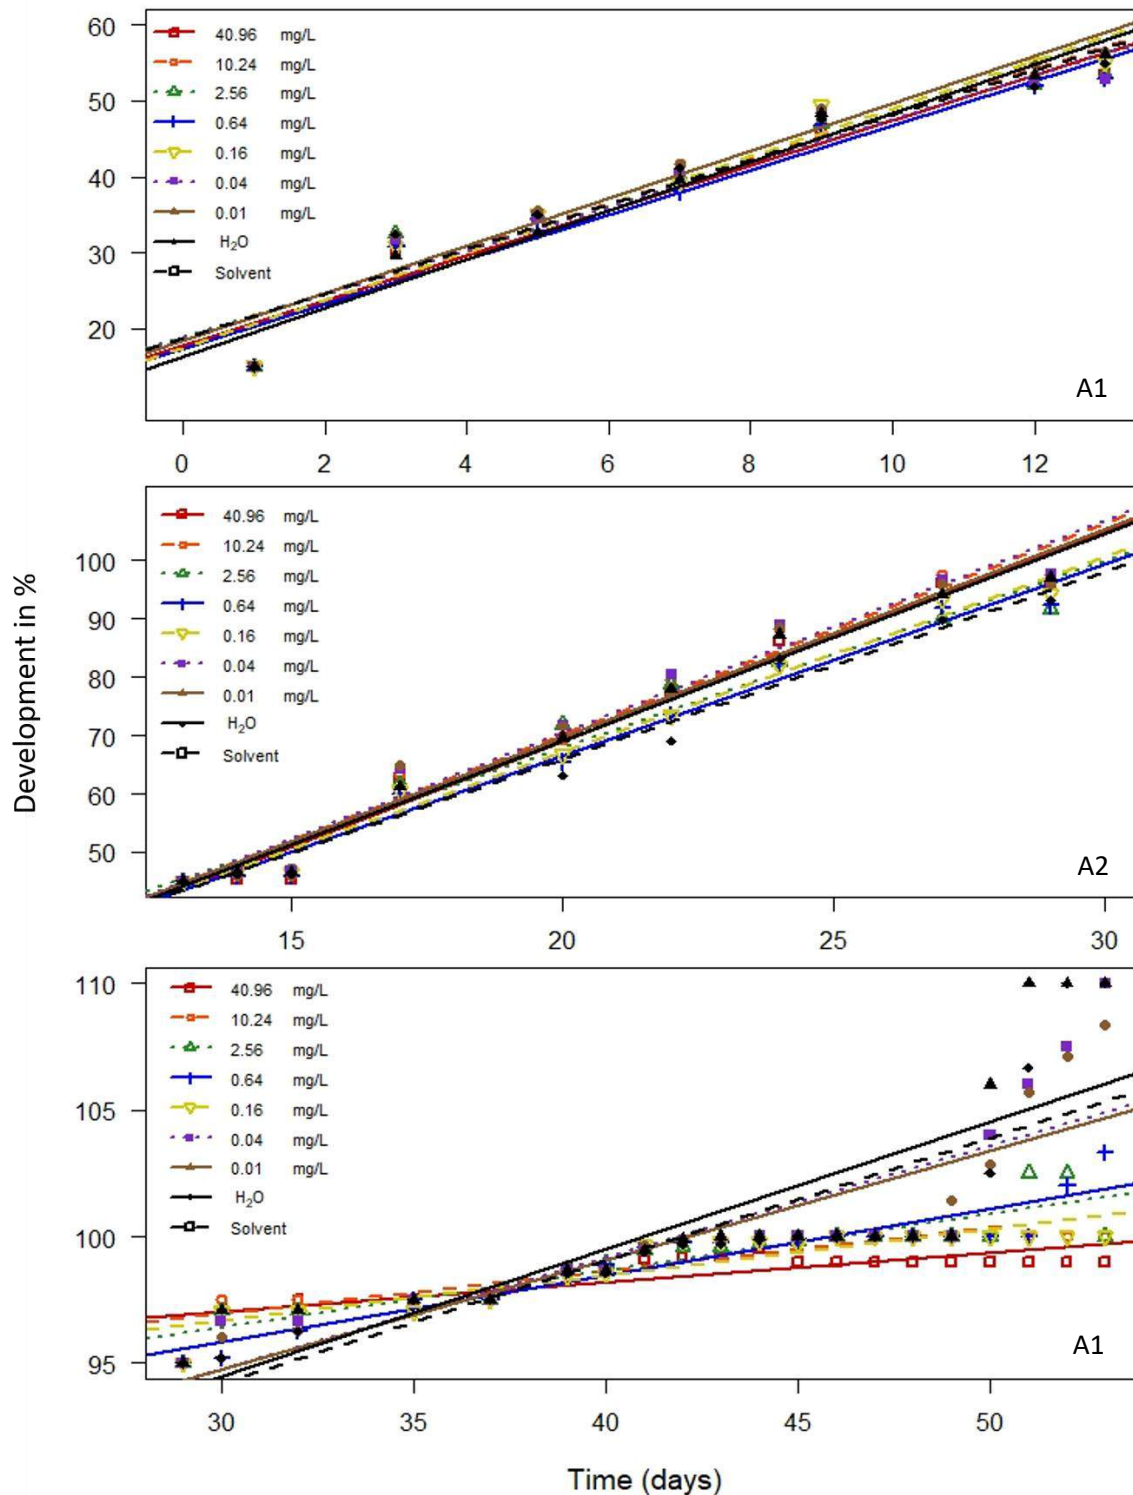 60
50
40
30
20
40.96 mg/L
10.24 mg/L
2.56 mg/L
0.64 mg/L
0.16 mg/L
0.04 mg/L
0.01 mg/L
H₂O
Solvent
A1
0 2 4 6 8 10 12
Development in %
100
90
80
70
60
50
40.96 mg/L
10.24 mg/L
2.56 mg/L
0.64 mg/L
0.16 mg/L
0.04 mg/L
0.01 mg/L
H₂O
Solvent
A2
15 20 25 30
110
105
100
95
40.96 mg/L
10.24 mg/L
2.56 mg/L
0.64 mg/L
0.16 mg/L
0.04 mg/L
0.01 mg/L
H₂O
Solvent
A1
30 35 40 45 50
Time (days)